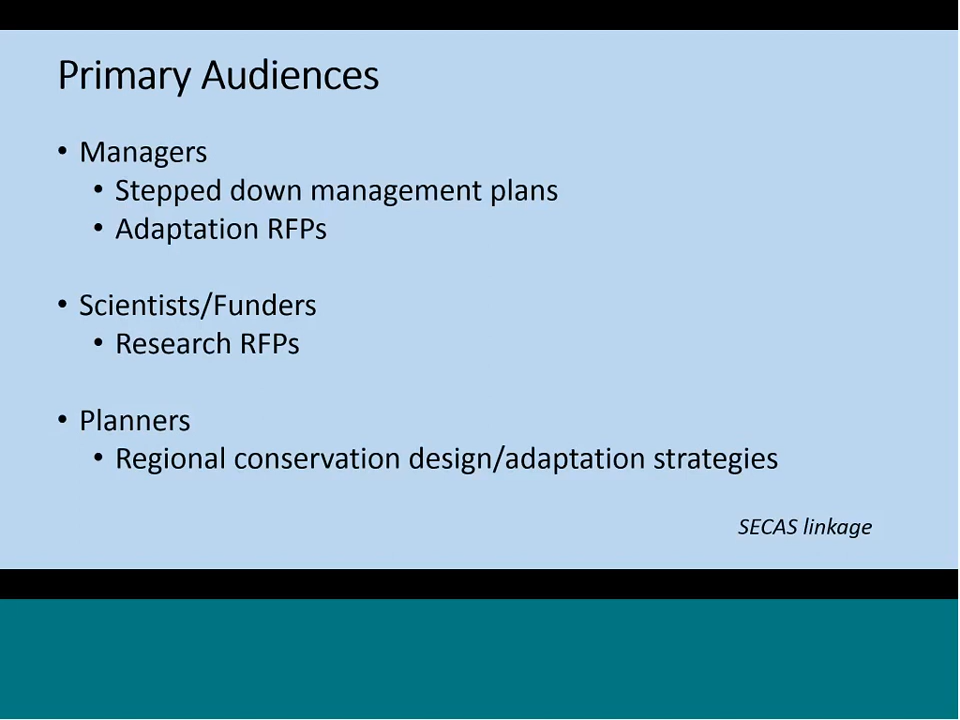 Primary Audiences
• Managers
• Stepped down management plans
• Adaptation RFPs
• Scientists/Funders
• Research RFPs
• Planners
• Regional conservation design/adaptation strategies
SECAS linkage